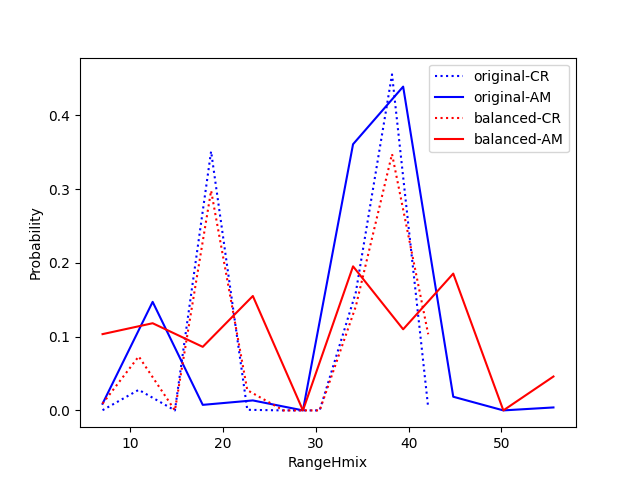 original-CR
original-AM
balanced-CR
balanced-AM
Probability
0.4
0.3
0.2
0.1
0.0
10 20 30 40 50
RangeHmix